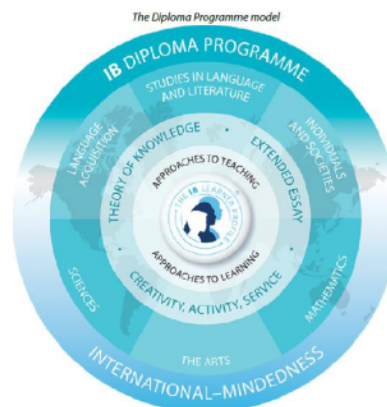 The Diploma Programme model
IB DIPLOMA PROGRAMME
STUDIES IN LANGUAGE
AND LITERATURE
LANGUAGE
ACQUISITION
INDIVIDUALS
AND SOCIETIES
THEORY OF KNOWLEDGE
EXTENDED ESSAY
APPROACHES TO TEACHING
THE IB LEARNER PROFILE
APPROACHES TO LEARNING
CREATIVITY, ACTIVITY, SERVICE
SCIENCES
MATHEMATICS
THE ARTS
INTERNATIONAL–MINDEDNESS